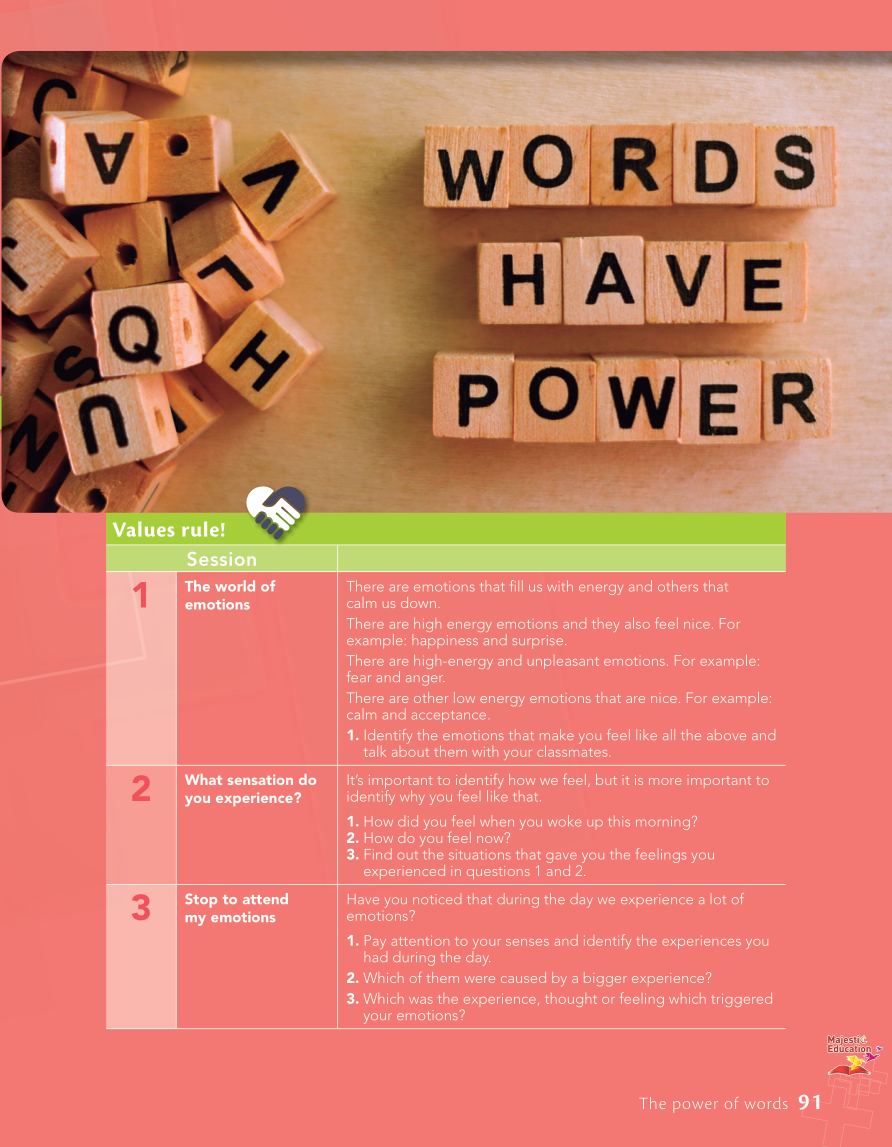 WORDS
HAVE
POWER
C
A
A
V
L
Q
S
H
U
N
Values rule!
Session
1
The world of
emotions
There are emotions that fill us with energy and others that
calm us down.
There are high energy emotions and they also feel nice. For
example: happiness and surprise.
There are high-energy and unpleasant emotions. For example:
fear and anger.
There are other low energy emotions that are nice. For example:
calm and acceptance.
1. Identify the emotions that make you feel like all the above and
talk about them with your classmates.
2
What sensation do
you experience?
It's important to identify how we feel, but it is more important to
identify why you feel like that.
1. How did you feel when you woke up this morning?
2. How do you feel now?
3. Find out the situations that gave you the feelings you
experienced in questions 1 and 2.
3
Stop to attend
my emotions
Have you noticed that during the day we experience a lot of
emotions?
1. Pay attention to your senses and identify the experiences you
had during the day.
2. Which of them were caused by a bigger experience?
3. Which was the experience, thought or feeling which triggered
your emotions?
Majestic
Education
The power of words 91